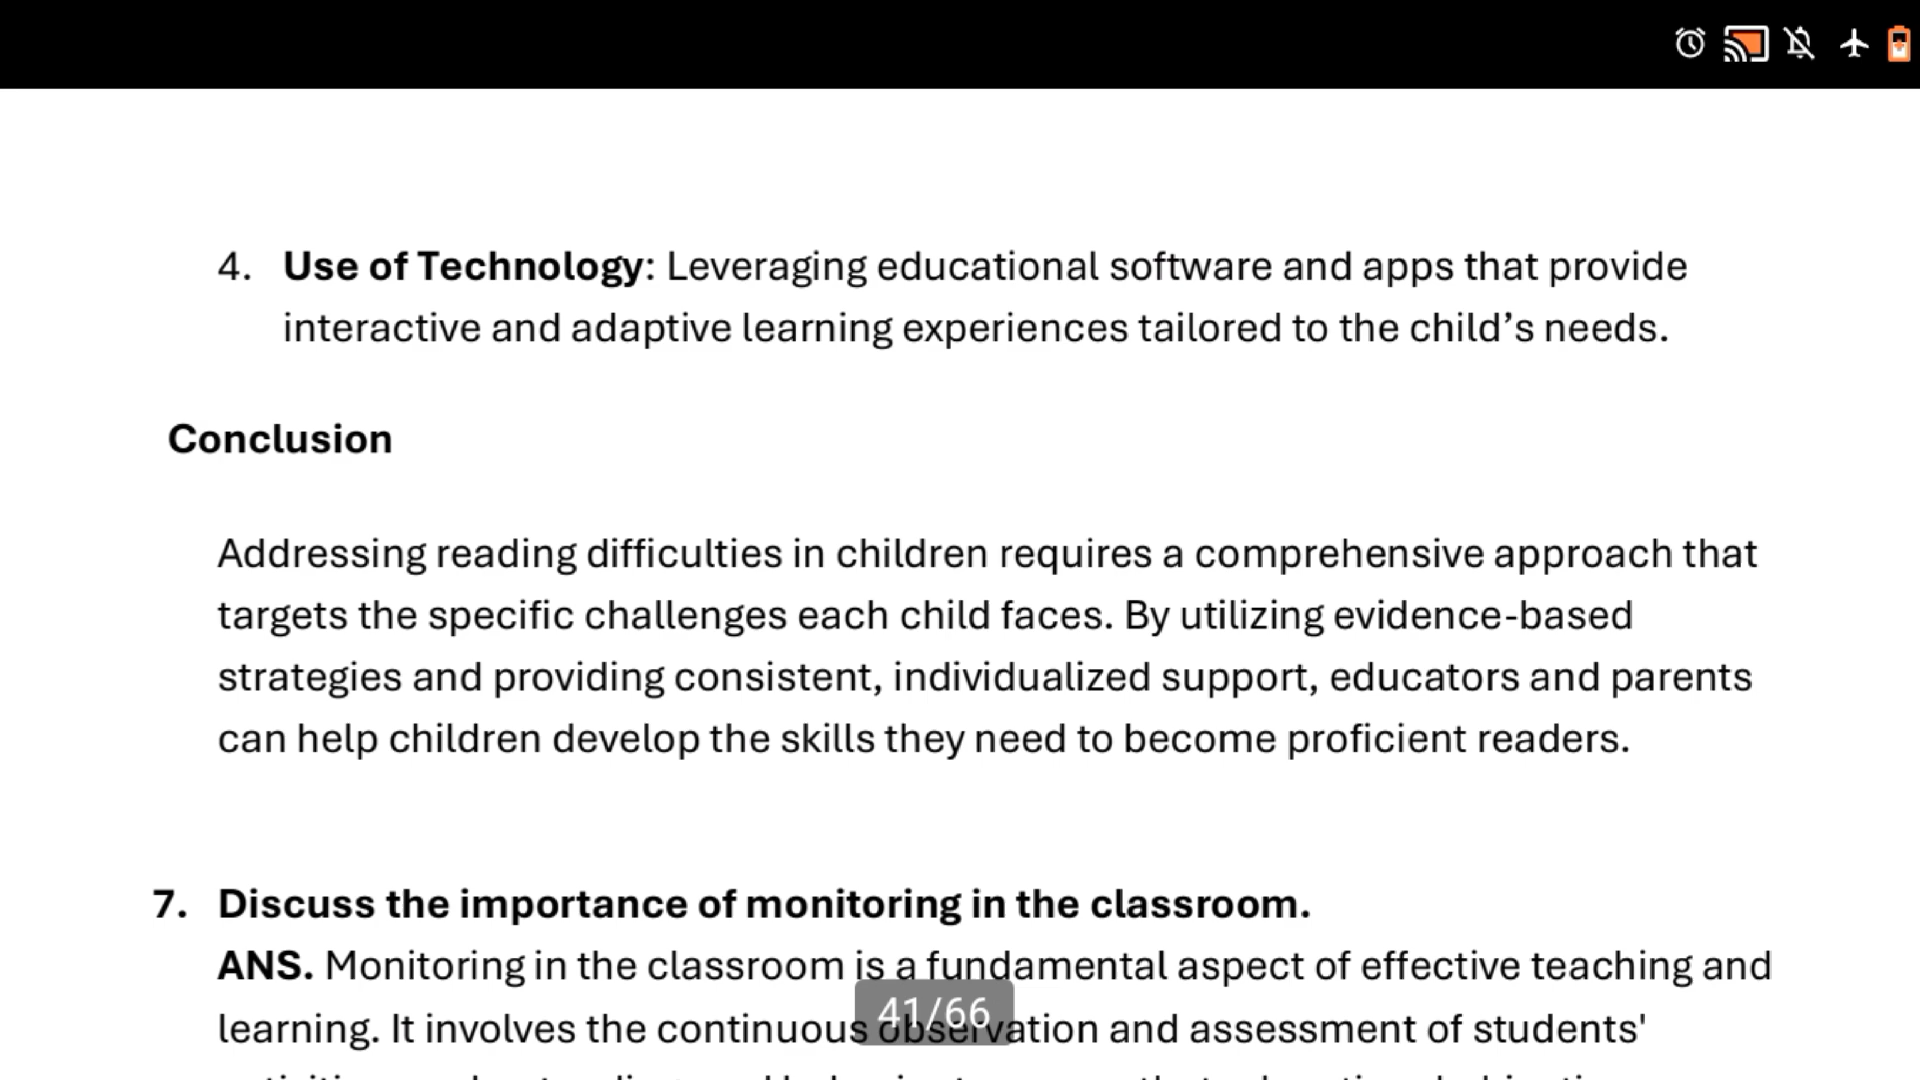 4. Use of Technology: Leveraging educational software and apps that provide
interactive and adaptive learning experiences tailored to the child’s needs.
Conclusion
Addressing reading difficulties in children requires a comprehensive approach that
targets the specific challenges each child faces. By utilizing evidence-based
strategies and providing consistent, individualized support, educators and parents
can help children develop the skills they need to become proficient readers.
7. Discuss the importance of monitoring in the classroom.
ANS. Monitoring in the classroom is a fundamental aspect of effective teaching and
41/66
learning. It involves the continuous observation and assessment of students'